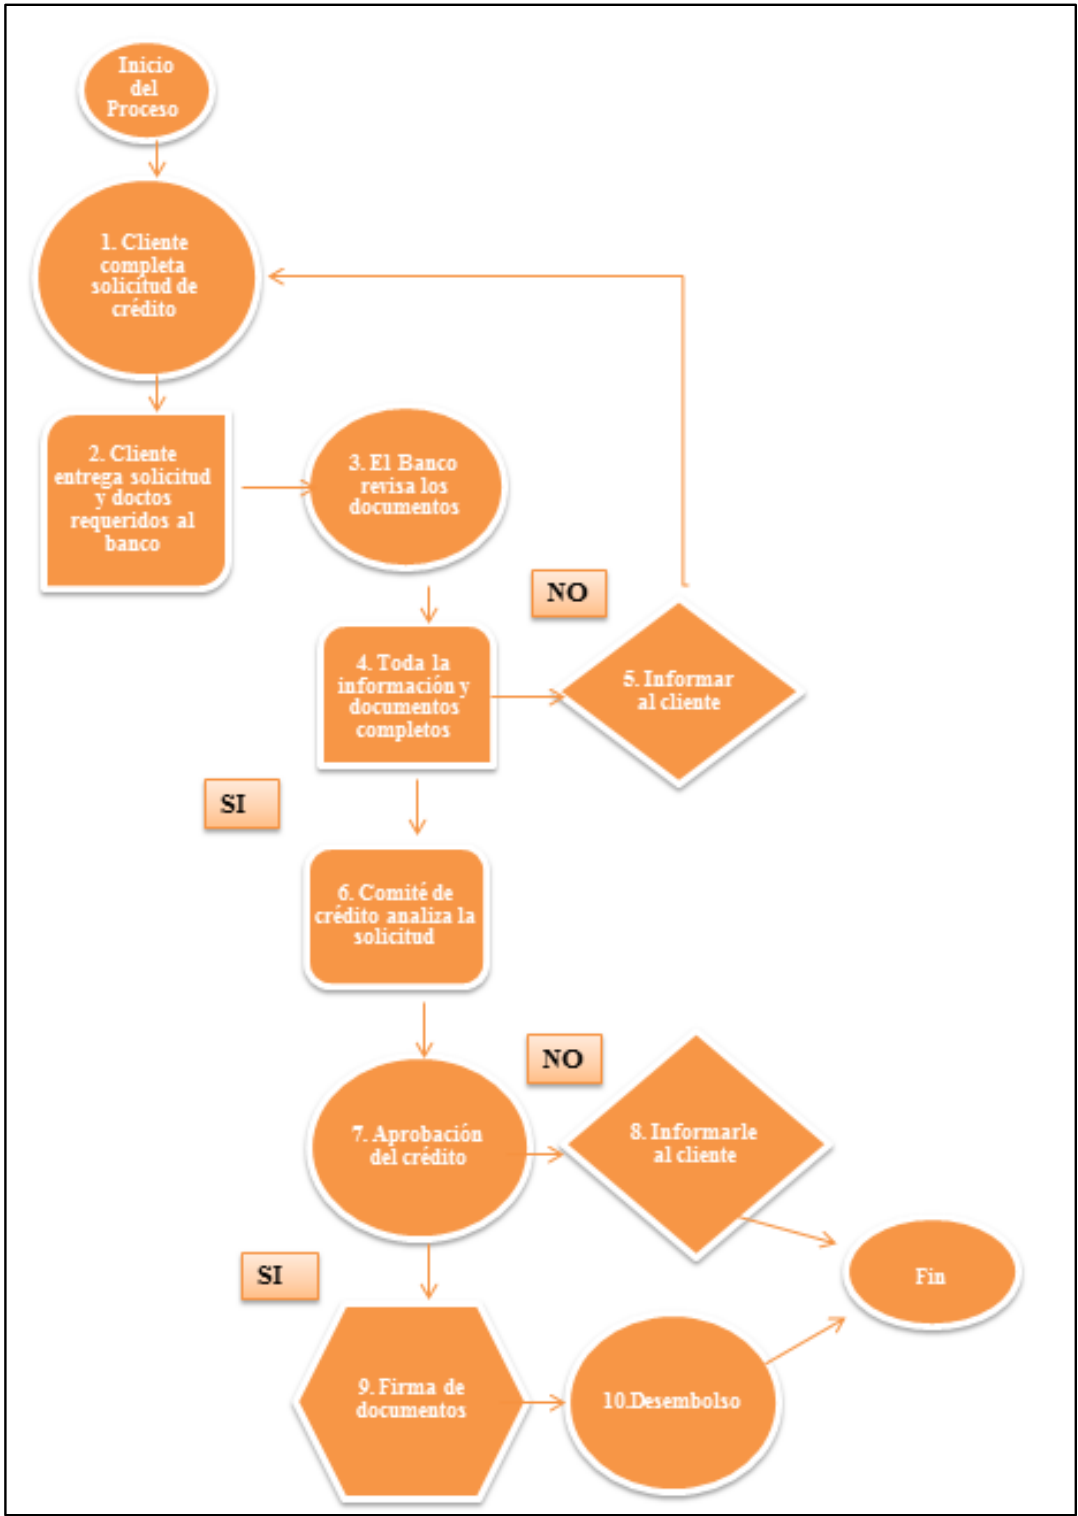 Inicio
del
Proceso
1. Cliente
completa
solicitud de
crédito
2. Cliente
entrega solicitud
y doctos
requeridos al
banco
3. El Banco
revisa los
documentos
NO
4. Toda la
información y
documentos
completos
5. Informar
al cliente
SI
6. Comité de
crédito analiza la
solicitud
NO
7. Aprobación
del crédito
8. Informarle
al cliente
SI
Fin
9. Firma de
documentos
10.Desembolso